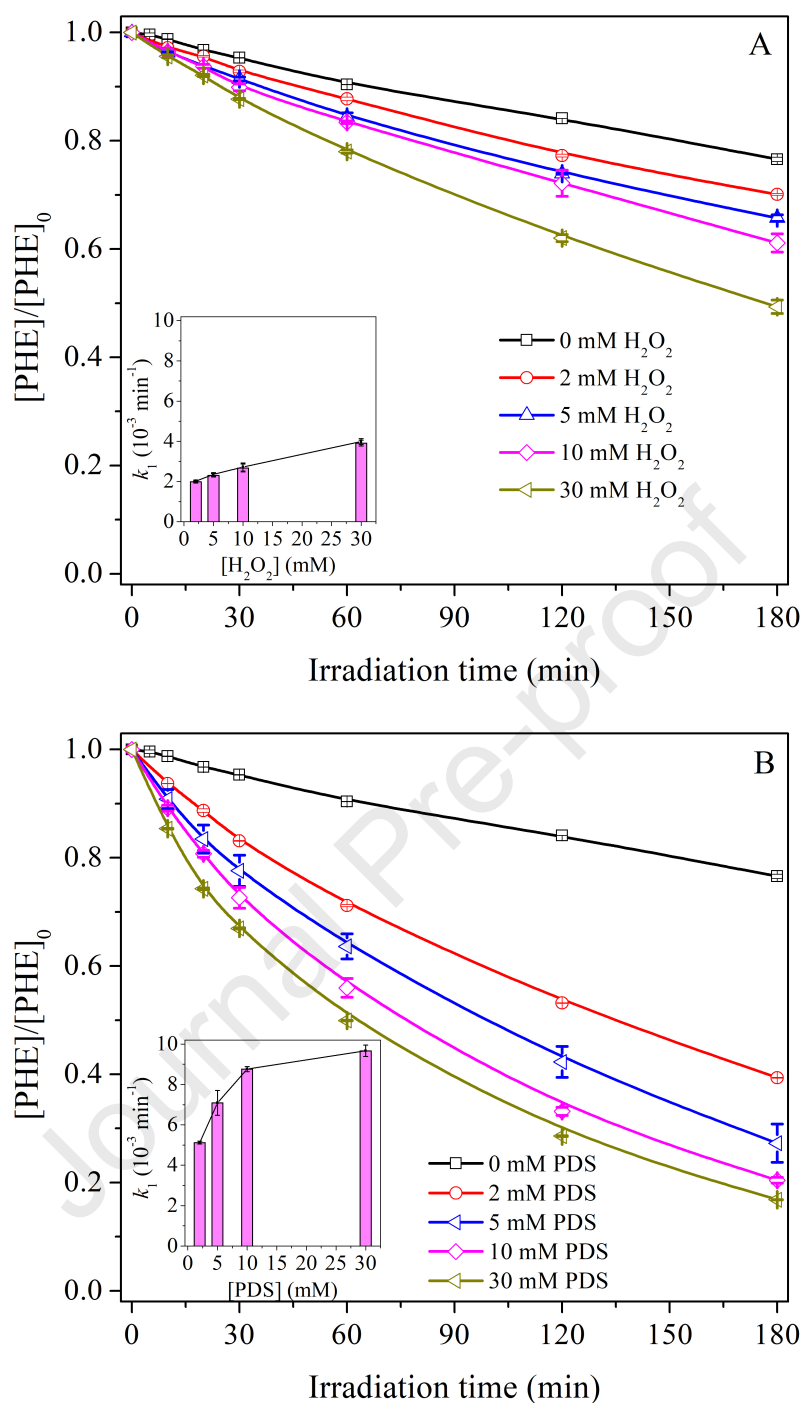 A
1.0
0.8
0.6
0.4
0.2
0.0
[PHE]/[PHE]₀
0 30 60 90 120 150 180
Irradiation time (min)
0 mM H₂O₂
2 mM H₂O₂
5 mM H₂O₂
10 mM H₂O₂
30 mM H₂O₂
10
8
6
4
2
0
k₁ (10⁻³ min⁻¹)
0 5 10 15 20 25 30
[H₂O₂] (mM)
B
1.0
0.8
0.6
0.4
0.2
0.0
[PHE]/[PHE]₀
0 30 60 90 120 150 180
Irradiation time (min)
0 mM PDS
2 mM PDS
5 mM PDS
10 mM PDS
30 mM PDS
10
8
6
4
2
0
k₁ (10⁻³ min⁻¹)
0 5 10 15 20 25 30
[PDS] (mM)
Journal Pre-proof